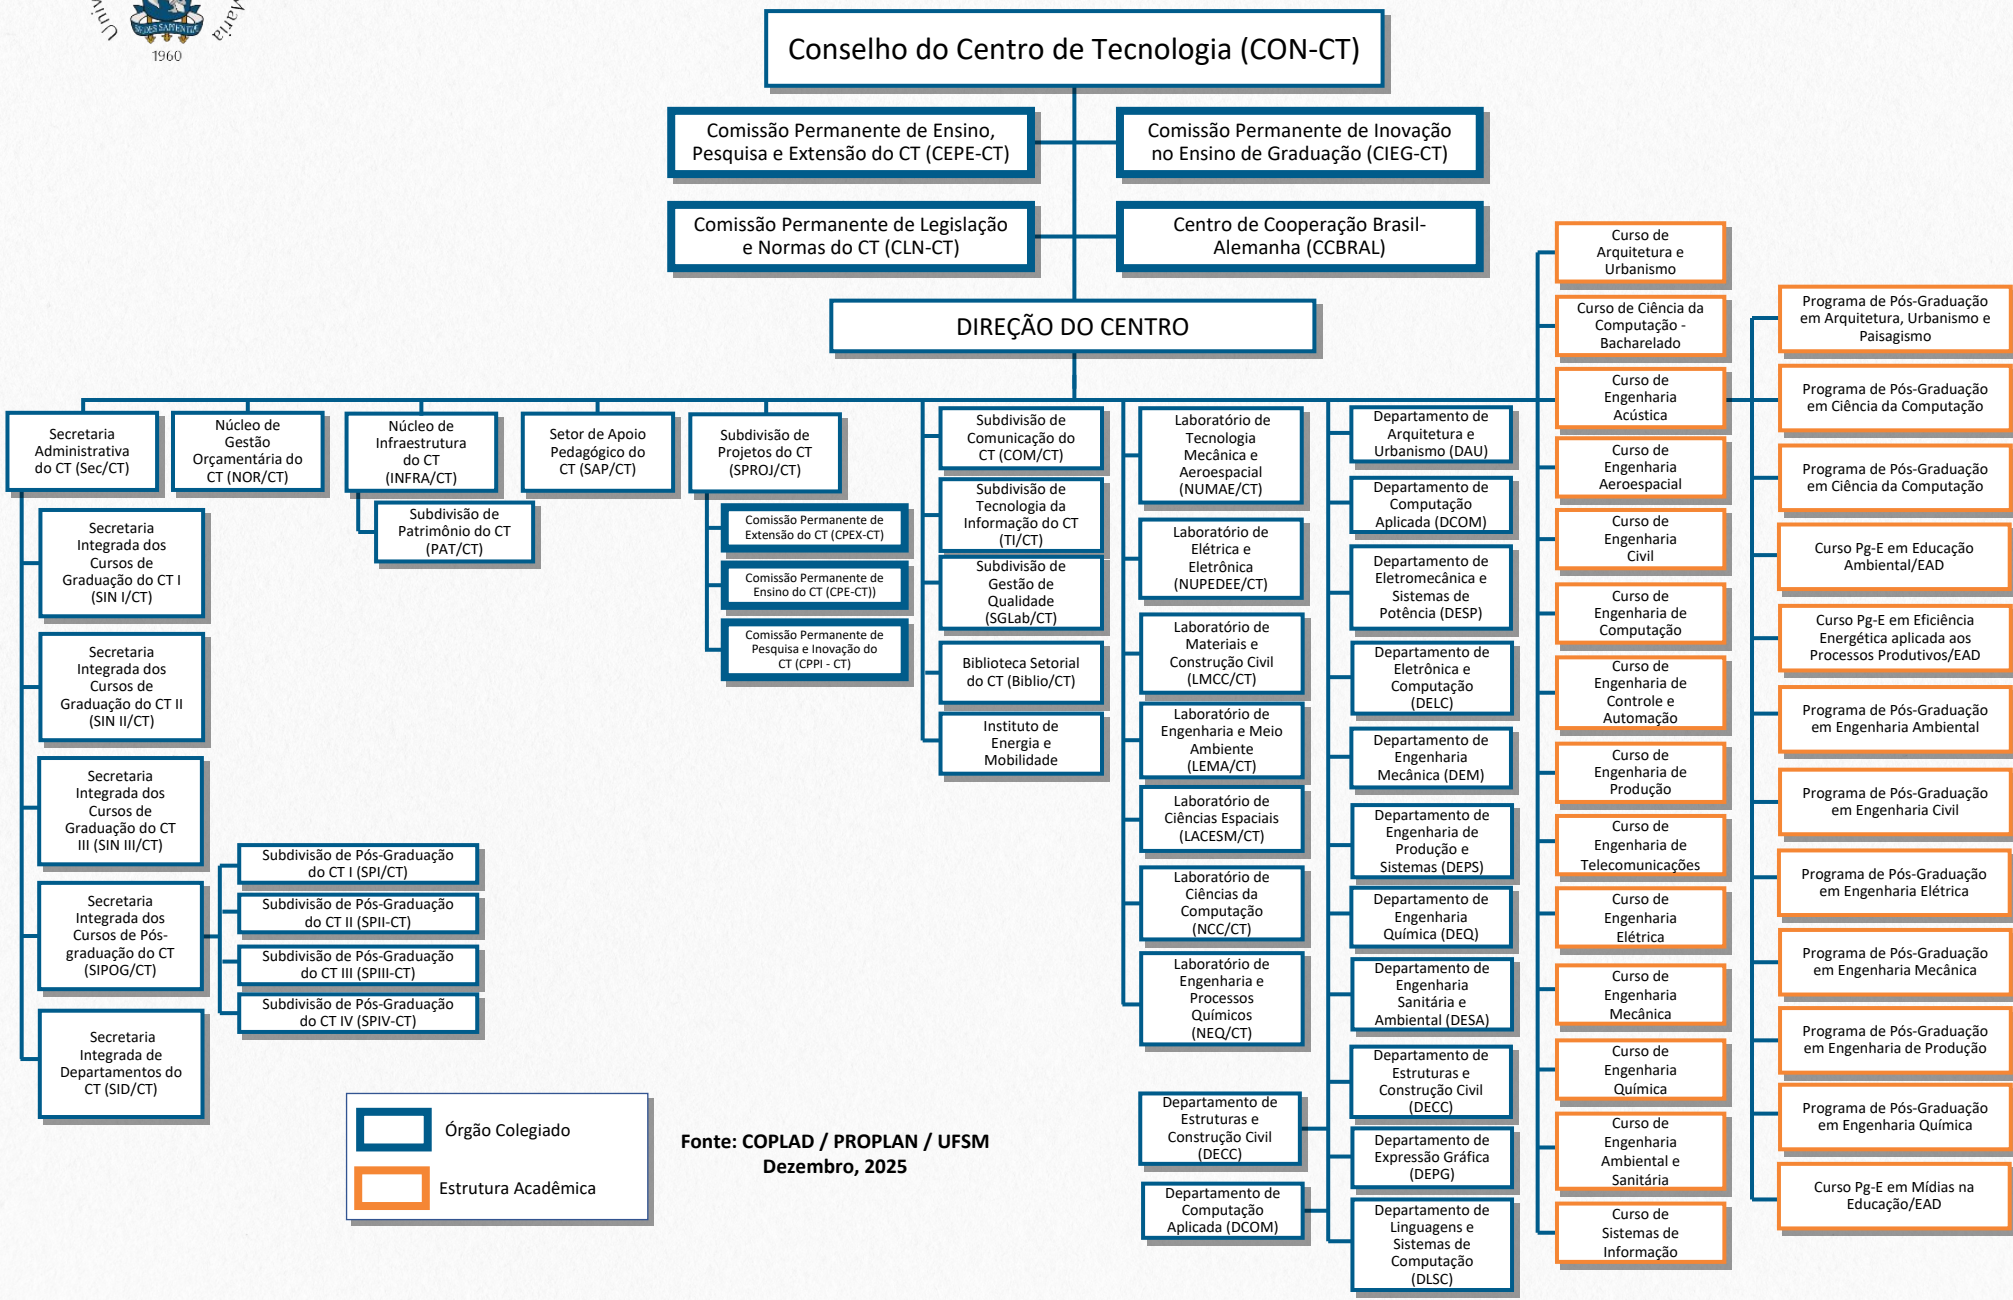 SEDES SAPIENTIAE
1960
Maria
Conselho do Centro de Tecnologia (CON-CT)
Comissão Permanente de Ensino,
Pesquisa e Extensão do CT (CEPE-CT)
Comissão Permanente de Inovação
no Ensino de Graduação (CIEG-CT)
Comissão Permanente de Legislação
e Normas do CT (CLN-CT)
Centro de Cooperação Brasil-
Alemanha (CCBRAL)
DIREÇÃO DO CENTRO
Secretaria
Administrativa
do CT (Sec/CT)
Secretaria
Integrada dos
Cursos de
Graduação do CT I
(SIN I/CT)
Secretaria
Integrada dos
Cursos de
Graduação do CT II
(SIN II/CT)
Secretaria
Integrada dos
Cursos de
Graduação do CT
III (SIN III/CT)
Secretaria
Integrada dos
Cursos de Pós-
graduação do CT
(SIPOG/CT)
Subdivisão de Pós-Graduação
do CT I (SPI/CT)
Subdivisão de Pós-Graduação
do CT II (SPII-CT)
Subdivisão de Pós-Graduação
do CT III (SPIII-CT)
Subdivisão de Pós-Graduação
do CT IV (SPIV-CT)
Secretaria
Integrada de
Departamentos do
CT (SID/CT)
Núcleo de
Gestão
Orçamentária do
CT (NOR/CT)
Núcleo de
Infraestrutura
do CT
(INFRA/CT)
Subdivisão de
Patrimônio do CT
(PAT/CT)
Setor de Apoio
Pedagógico do
CT (SAP/CT)
Subdivisão de
Projetos do CT
(SPROJ/CT)
Comissão Permanente de
Extensão do CT (CPEX-CT)
Comissão Permanente de
Ensino do CT (CPE-CT))
Comissão Permanente de
Pesquisa e Inovação do
CT (CPPI - CT)
Subdivisão de
Comunicação do
CT (COM/CT)
Subdivisão de
Tecnologia da
Informação do CT
(TI/CT)
Subdivisão de
Gestão de
Qualidade
(SGLab/CT)
Biblioteca Setorial
do CT (Biblio/CT)
Instituto de
Energia e
Mobilidade
Laboratório de
Tecnologia
Mecânica e
Aeroespacial
(NUMAE/CT)
Laboratório de
Elétrica e
Eletrônica
(NUPEDEE/CT)
Laboratório de
Materiais e
Construção Civil
(LMCC/CT)
Laboratório de
Engenharia e Meio
Ambiente
(LEMA/CT)
Laboratório de
Ciências Espaciais
(LACESM/CT)
Laboratório de
Ciências da
Computação
(NCC/CT)
Laboratório de
Engenharia e
Processos
Químicos
(NEQ/CT)
Departamento de
Arquitetura e
Urbanismo (DAU)
Departamento de
Computação
Aplicada (DCOM)
Departamento de
Eletromecânica e
Sistemas de
Potência (DESP)
Departamento de
Eletrônica e
Computação
(DELC)
Departamento de
Engenharia
Mecânica (DEM)
Departamento de
Engenharia de
Produção e
Sistemas (DEPS)
Departamento de
Engenharia
Química (DEQ)
Departamento de
Engenharia
Sanitária e
Ambiental (DESA)
Departamento de
Estruturas e
Construção Civil
(DECC)
Departamento de
Expressão Gráfica
(DEPG)
Departamento de
Linguagens e
Sistemas de
Computação
(DLSC)
Departamento de
Estruturas e
Construção Civil
(DECC)
Departamento de
Computação
Aplicada (DCOM)
Curso de
Arquitetura e
Urbanismo
Curso de Ciência da
Computação -
Bacharelado
Curso de
Engenharia
Acústica
Curso de
Engenharia
Aeroespacial
Curso de
Engenharia
Civil
Curso de
Engenharia de
Computação
Curso de
Engenharia de
Controle e
Automação
Curso de
Engenharia de
Produção
Curso de
Engenharia de
Telecomunicações
Curso de
Engenharia
Elétrica
Curso de
Engenharia
Mecânica
Curso de
Engenharia
Química
Curso de
Engenharia
Ambiental e
Sanitária
Curso de
Sistemas de
Informação
Programa de Pós-Graduação
em Arquitetura, Urbanismo e
Paisagismo
Programa de Pós-Graduação
em Ciência da Computação
Programa de Pós-Graduação
em Ciência da Computação
Curso Pg-E em Educação
Ambiental/EAD
Curso Pg-E em Eficiência
Energética aplicada aos
Processos Produtivos/EAD
Programa de Pós-Graduação
em Engenharia Ambiental
Programa de Pós-Graduação
em Engenharia Civil
Programa de Pós-Graduação
em Engenharia Elétrica
Programa de Pós-Graduação
em Engenharia Mecânica
Programa de Pós-Graduação
em Engenharia de Produção
Programa de Pós-Graduação
em Engenharia Química
Curso Pg-E em Mídias na
Educação/EAD
Órgão Colegiado
Estrutura Acadêmica
Fonte: COPLAD / PROPLAN / UFSM
Dezembro, 2025